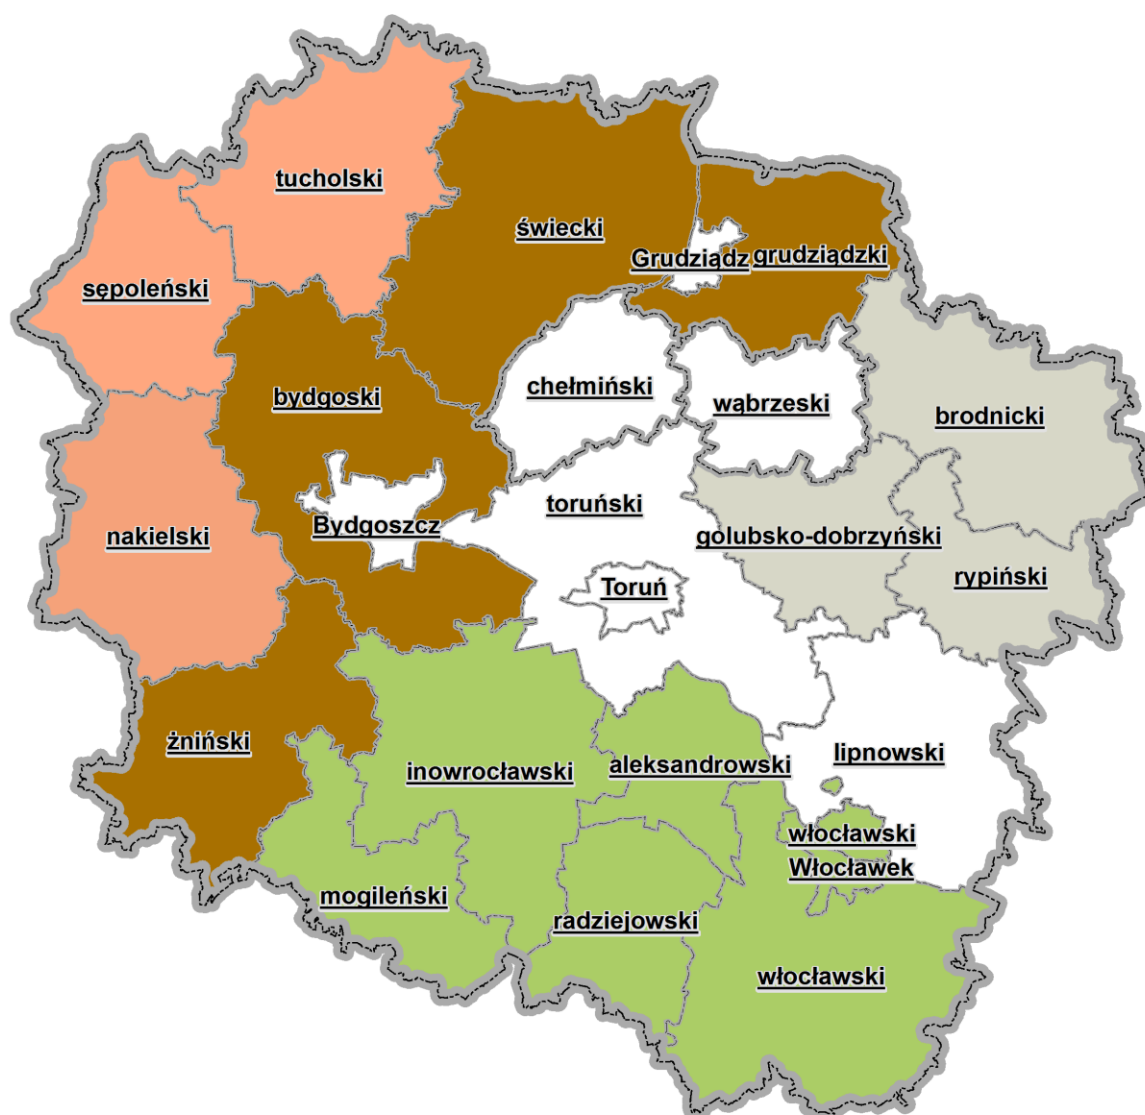 tucholski
świecki
Grudziądz
grudziądzki
sępoleński
chełmiński
bydgoski
wąbrzeski
brodnicki
toruński
Bydgoszcz
nakielski
golubsko-dobrzyński
rypiński
Toruń
żniński
lipnowski
inowrocławski
aleksandrowski
włocławski
Włocławek
mogileński
radziejowski
włocławski